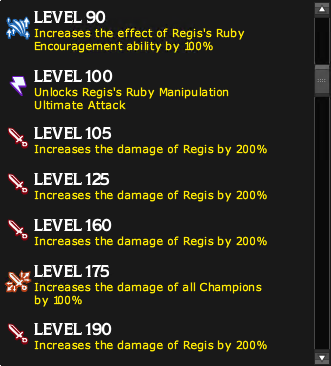 LEVEL 90
Increases the effect of Regis's Ruby
Encouragement ability by 100%
LEVEL 100
Unlocks Regis's Ruby Manipulation
Ultimate Attack
LEVEL 105
Increases the damage of Regis by 200%
LEVEL 125
Increases the damage of Regis by 200%
LEVEL 160
Increases the damage of Regis by 200%
LEVEL 175
Increases the damage of all Champions
by 100%
LEVEL 190
Increases the damage of Regis by 200%